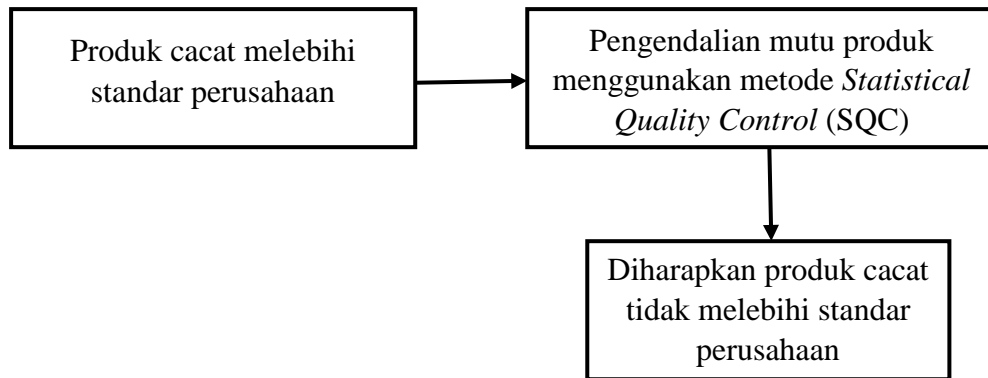 Produk cacat melebihi
standar perusahaan
Pengendalian mutu produk
menggunakan metode Statistical
Quality Control (SQC)
Diharapkan produk cacat
tidak melebihi standar
perusahaan